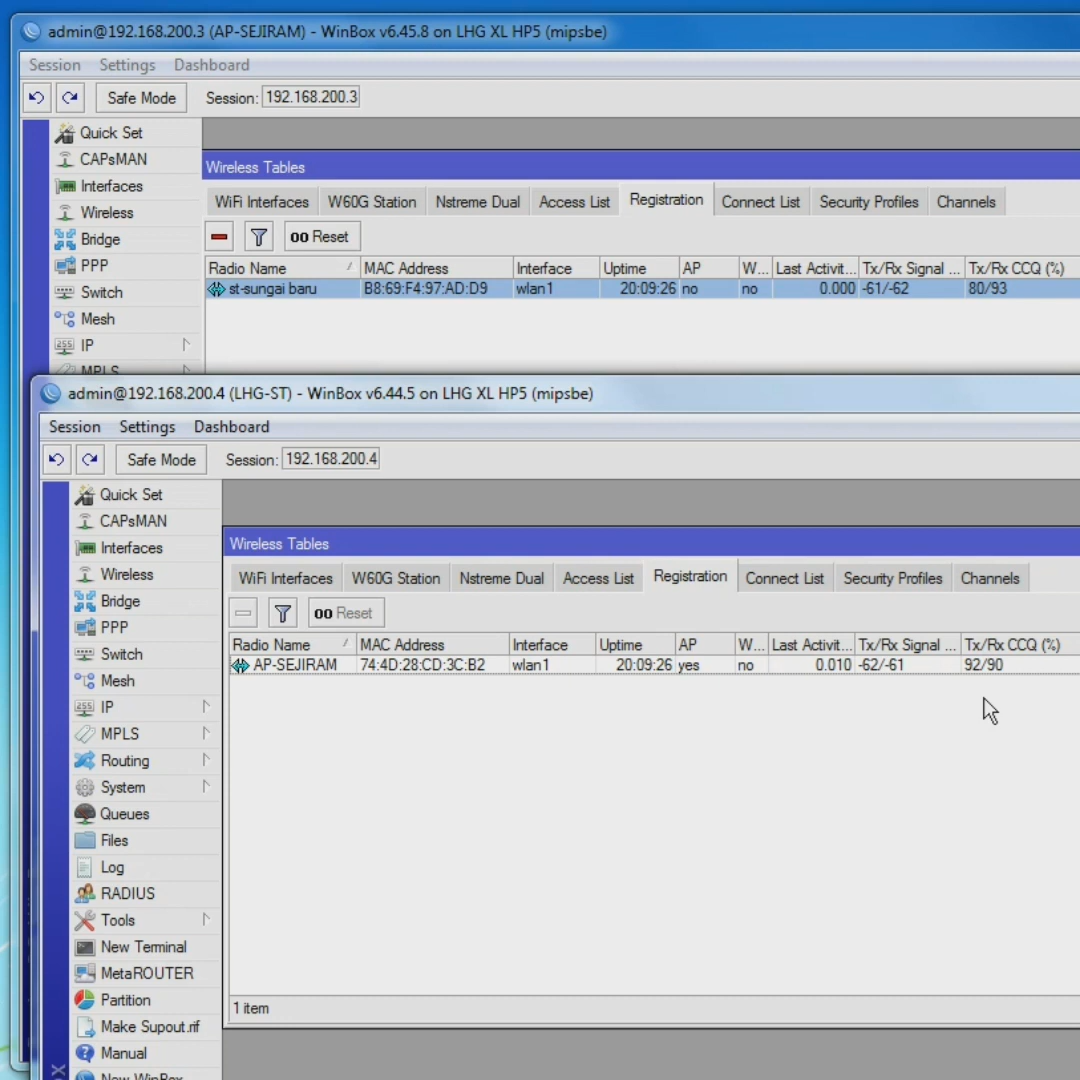 admin@192.168.200.3 (AP-SEJIRAM) - WinBox v6.45.8 on LHG XL HP5 (mipsbe)
Session Settings Dashboard
Safe Mode Session: 192.168.200.3
Quick Set
CAPsMAN
Interfaces
Wireless
Bridge
PPP
Switch
Mesh
IP
MPLS
Wireless Tables
WiFi Interfaces W60G Station Nstreme Dual Access List Registration Connect List Security Profiles Channels
00 Reset
Radio Name MAC Address Interface Uptime AP W... Last Activit... Tx/Rx Signal ... Tx/Rx CCQ (%)
st-sungai baru B8:69:F4:97:AD:D9 wlan1 20:09:26 no no 0.000 -61/-62 80/93
admin@192.168.200.4 (LHG-ST) - WinBox v6.44.5 on LHG XL HP5 (mipsbe)
Session Settings Dashboard
Safe Mode Session: 192.168.200.4
Quick Set
CAPsMAN
Interfaces
Wireless
Bridge
PPP
Switch
Mesh
IP
MPLS
Routing
System
Queues
Files
Log
RADIUS
Tools
New Terminal
MetaROUTER
Partition
Make Supout.rif
Manual
New WinBox
Wireless Tables
WiFi Interfaces W60G Station Nstreme Dual Access List Registration Connect List Security Profiles Channels
00 Reset
Radio Name MAC Address Interface Uptime AP W... Last Activit... Tx/Rx Signal ... Tx/Rx CCQ (%)
AP-SEJIRAM 74:4D:28:CD:3C:B2 wlan1 20:09:26 yes no 0.010 -62/-61 92/90
1 item